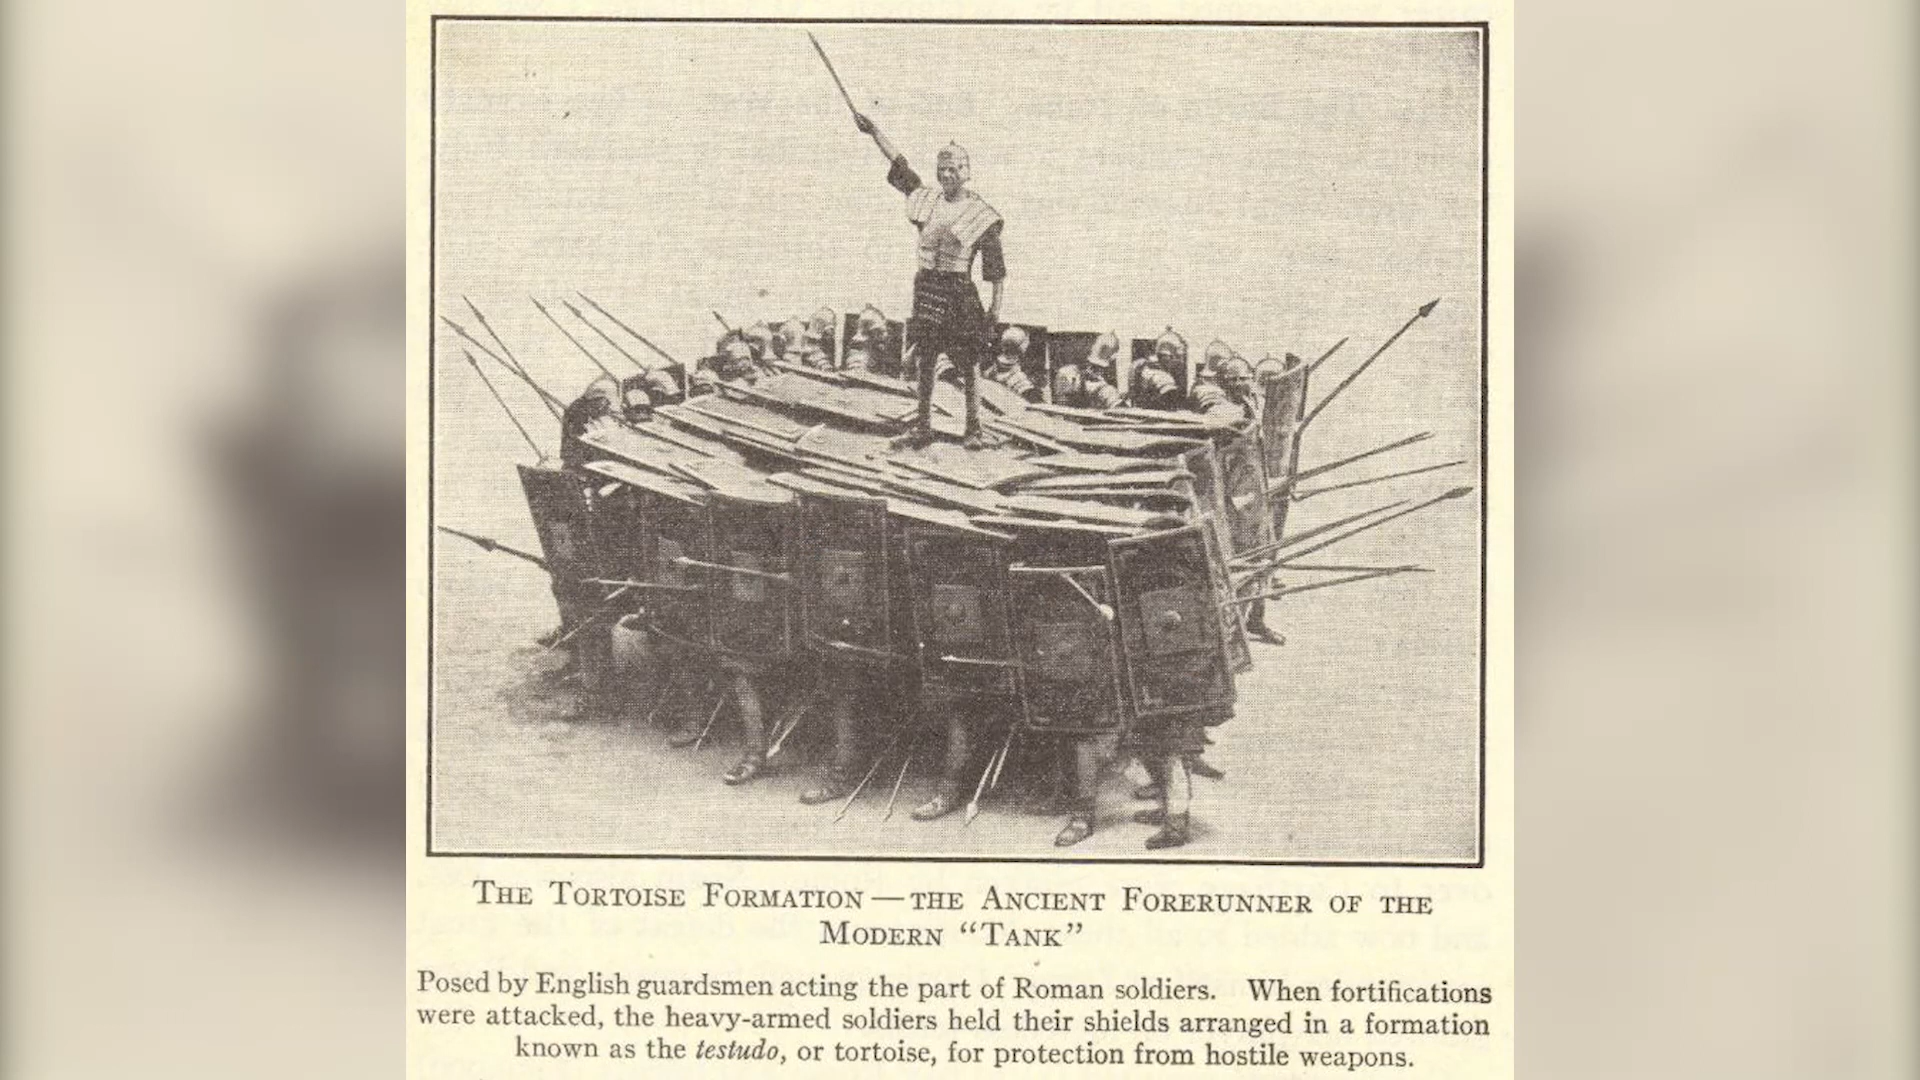 THE TORTOISE FORMATION — THE ANCIENT FORERUNNER OF THE
MODERN “TANK”
Posed by English guardsmen acting the part of Roman soldiers. When fortifications
were attacked, the heavy-armed soldiers held their shields arranged in a formation
known as the testudo, or tortoise, for protection from hostile weapons.